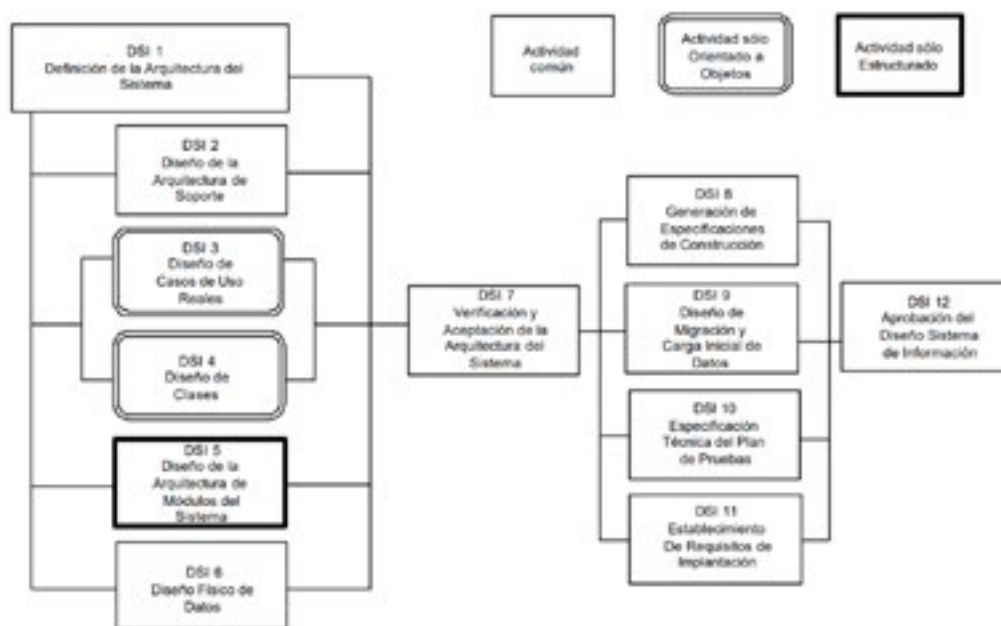 DSI 1
Definición de la Arquitectura del
Sistema
Actividad
común
Actividad sólo
Orientado a
Objetos
Actividad sólo
Estructurado
DSI 2
Diseño de la
Arquitectura de
Soporte
DSI 3
Diseño de
Casos de Uso
Reales
DSI 4
Diseño de
Clases
DSI 5
Diseño de la
Arquitectura de
Módulos del
Sistema
DSI 6
Diseño Físico de
Datos
DSI 7
Verificación y
Aceptación de la
Arquitectura del
Sistema
DSI 8
Generación de
Especificaciones
de Construcción
DSI 9
Diseño de
Migración y
Carga Inicial de
Datos
DSI 10
Especificación
Técnica del Plan
de Pruebas
DSI 11
Establecimiento
De Requisitos de
Implantación
DSI 12
Aprobación del
Diseño Sistema
de Información